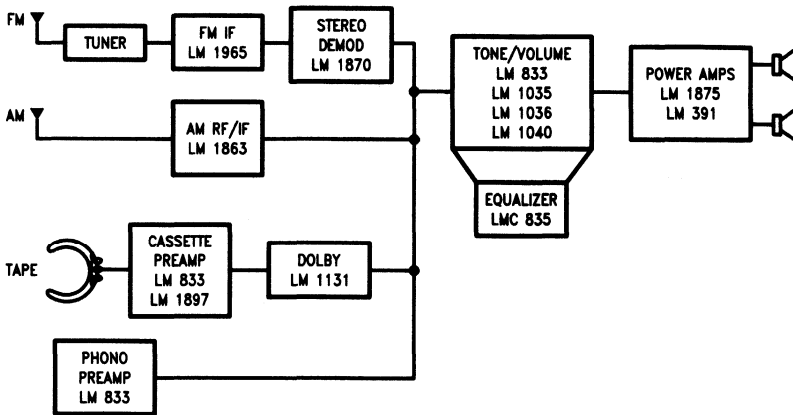 FM
TUNER
FM IF
LM 1965
STEREO
DEMOD
LM 1870
TONE/VOLUME
LM 833
LM 1035
LM 1036
LM 1040
POWER AMPS
LM 1875
LM 391
AM
AM RF/IF
LM 1863
EQUALIZER
LMC 835
TAPE
CASSETTE
PREAMP
LM 833
LM 1897
DOLBY
LM 1131
PHONO
PREAMP
LM 833